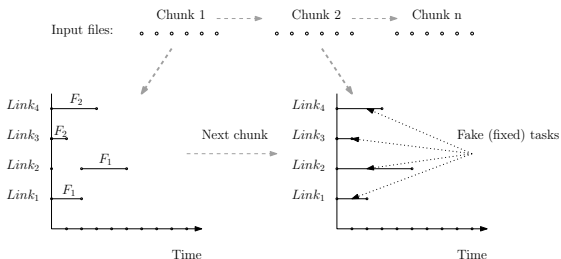 Chunk 1 Chunk 2 Chunk n
Input files:
Link₄ F₂ Link₄
Link₃ F₂ Next chunk Link₃ Fake (fixed) tasks
Link₂ F₁ Link₂
Link₁ F₁ Link₁
Time Time